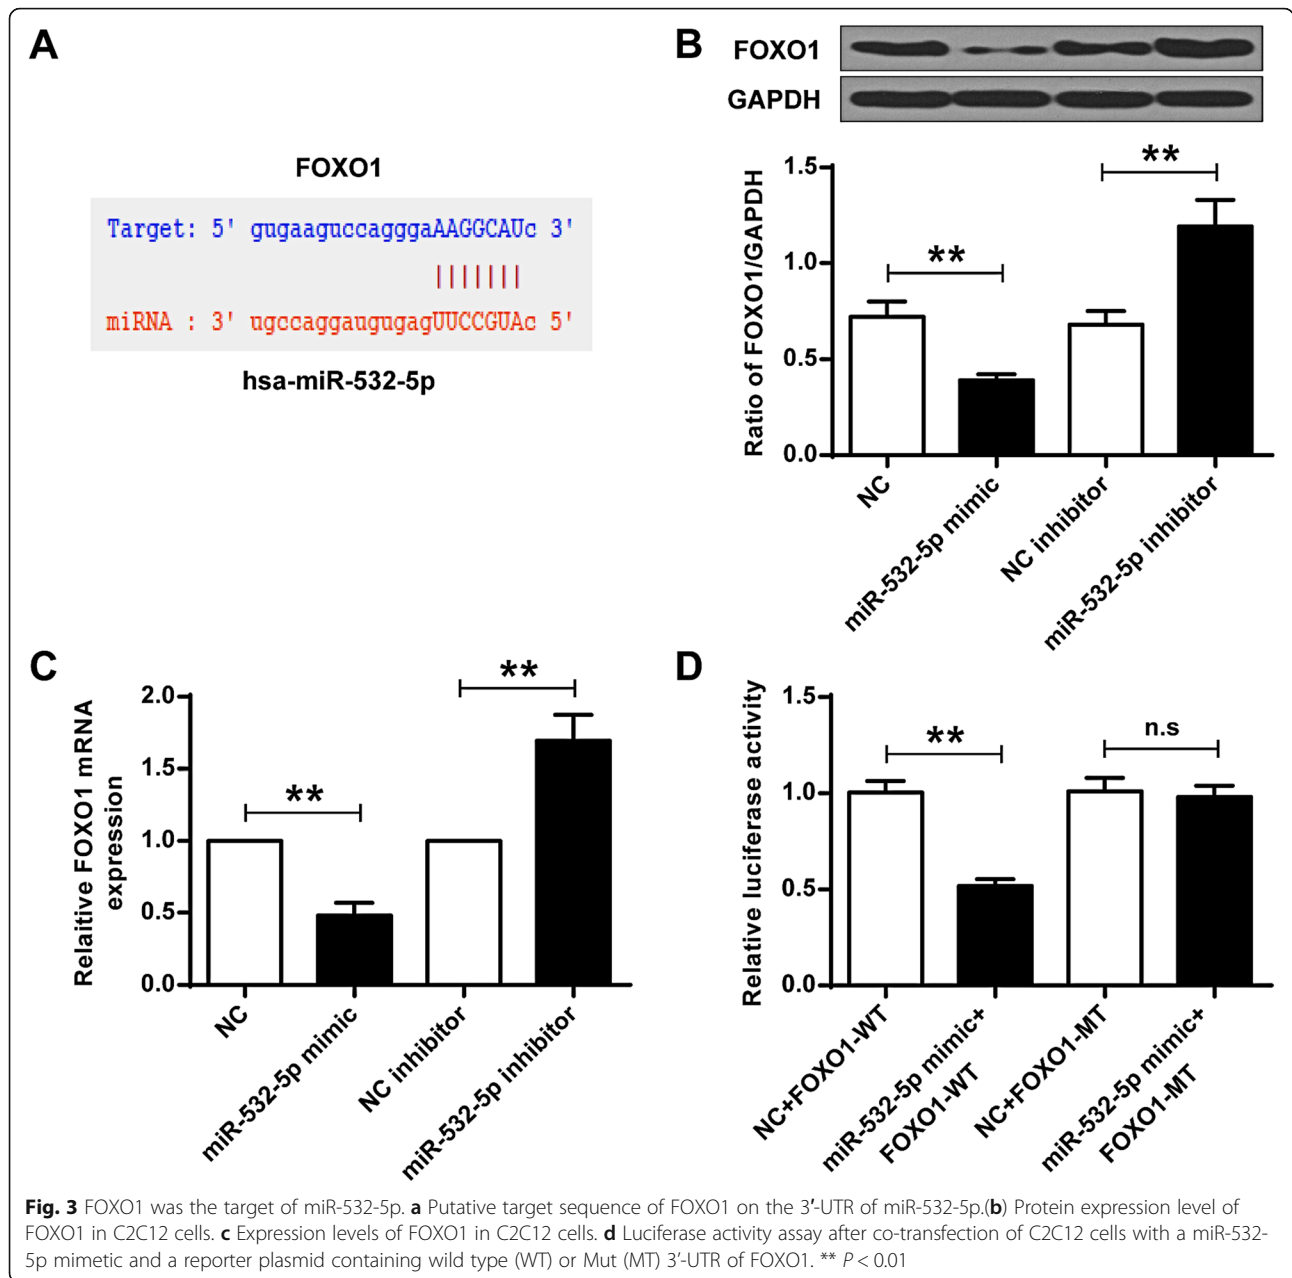 A
FOXO1
Target: 5' gugaaguccagggaAAGGCAUc 3'
|||||||
miRNA : 3' ugccaggaugugagUUCCGUAc 5'
hsa-miR-532-5p
B
FOXO1
GAPDH
Ratio of FOXO1/GAPDH
1.5
1.0
0.5
0.0
**
**
NC
miR-532-5p mimic
NC inhibitor
miR-532-5p inhibitor
C
Relaitive FOXO1 mRNA
expression
2.0
1.5
1.0
0.5
0.0
**
**
NC
miR-532-5p mimic
NC inhibitor
miR-532-5p inhibitor
D
Relative luciferase activity
1.5
1.0
0.5
0.0
**
n.s
NC+FOXO1-WT
miR-532-5p mimic+
FOXO1-WT
NC+FOXO1-MT
miR-532-5p mimic+
FOXO1-MT
Fig. 3 FOXO1 was the target of miR-532-5p. a Putative target sequence of FOXO1 on the 3′-UTR of miR-532-5p.(b) Protein expression level of
FOXO1 in C2C12 cells. c Expression levels of FOXO1 in C2C12 cells. d Luciferase activity assay after co-transfection of C2C12 cells with a miR-532-
5p mimetic and a reporter plasmid containing wild type (WT) or Mut (MT) 3′-UTR of FOXO1. ** P < 0.01